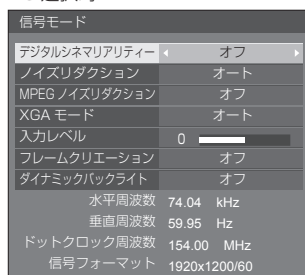 信号モード
デジタルシネマリアリティー オフ
ノイズリダクション オート
MPEG ノイズリダクション オフ
XGA モード オート
入力レベル 0
フレームクリエーション オフ
ダイナミックバックライト オフ
水平周波数 74.04 kHz
垂直周波数 59.95 Hz
ドットクロック周波数 154.00 MHz
信号フォーマット 1920x1200/60